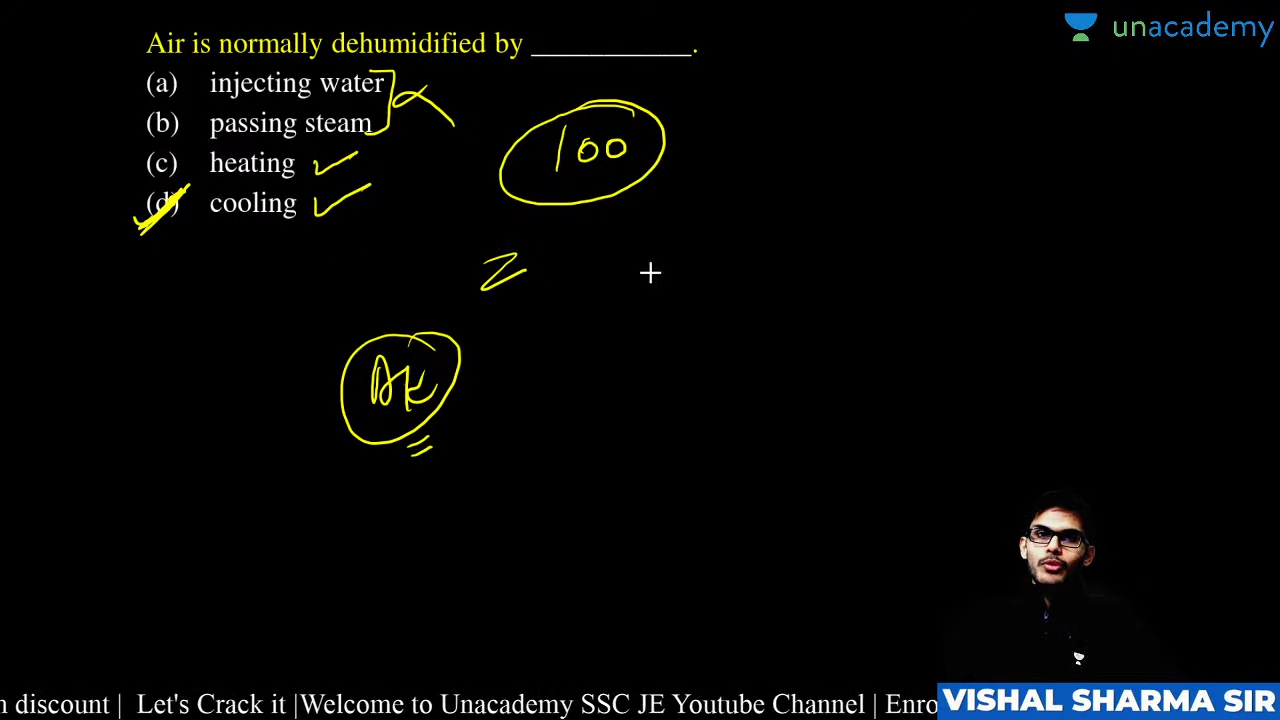 unacademy
Air is normally dehumidified by ___________.
(a) injecting water
(b) passing steam
(c) heating
(d) cooling
100
n discount | Let's Crack it |Welcome to Unacademy SSC JE Youtube Channel | Enro
VISHAL SHARMA SIR